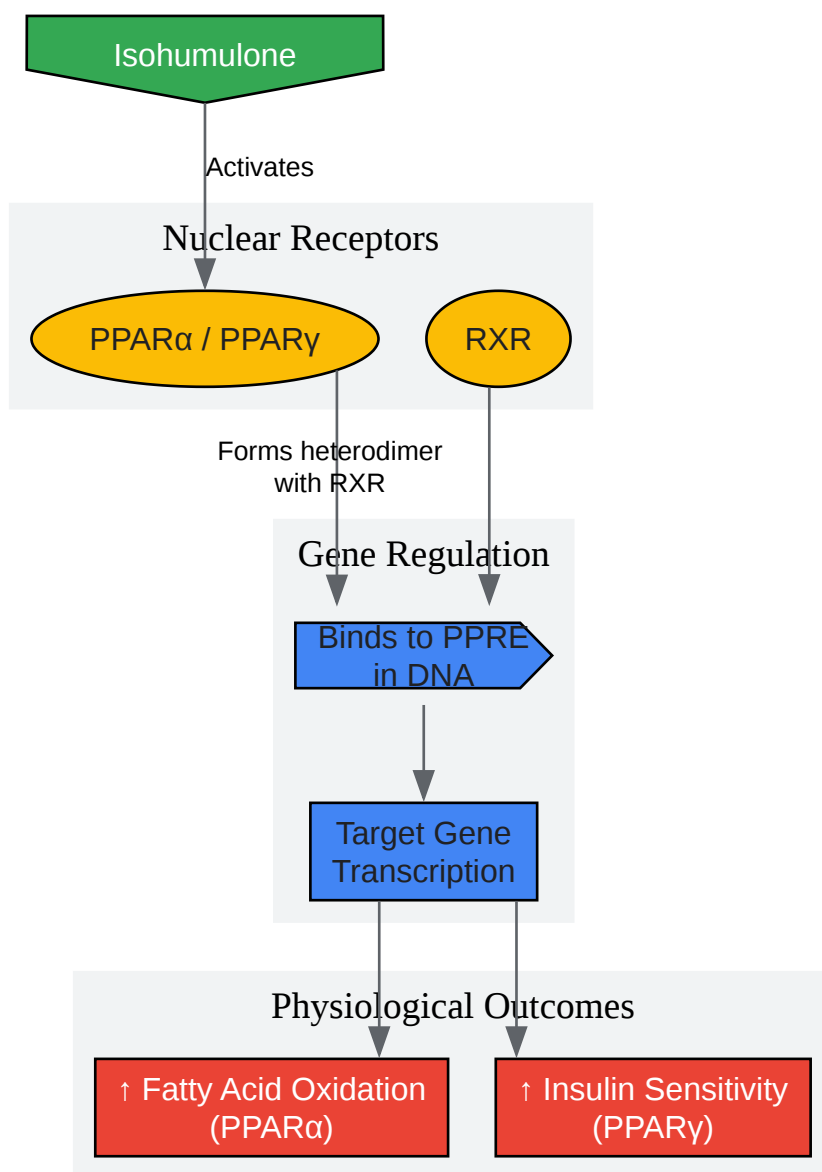 Isohumulone
Activates
Nuclear Receptors
PPARα / PPARγ
RXR
Forms heterodimer
with RXR
Gene Regulation
Binds to PPRE
in DNA
Target Gene
Transcription
Physiological Outcomes
↑ Fatty Acid Oxidation
(PPARα)
↑ Insulin Sensitivity
(PPARγ)